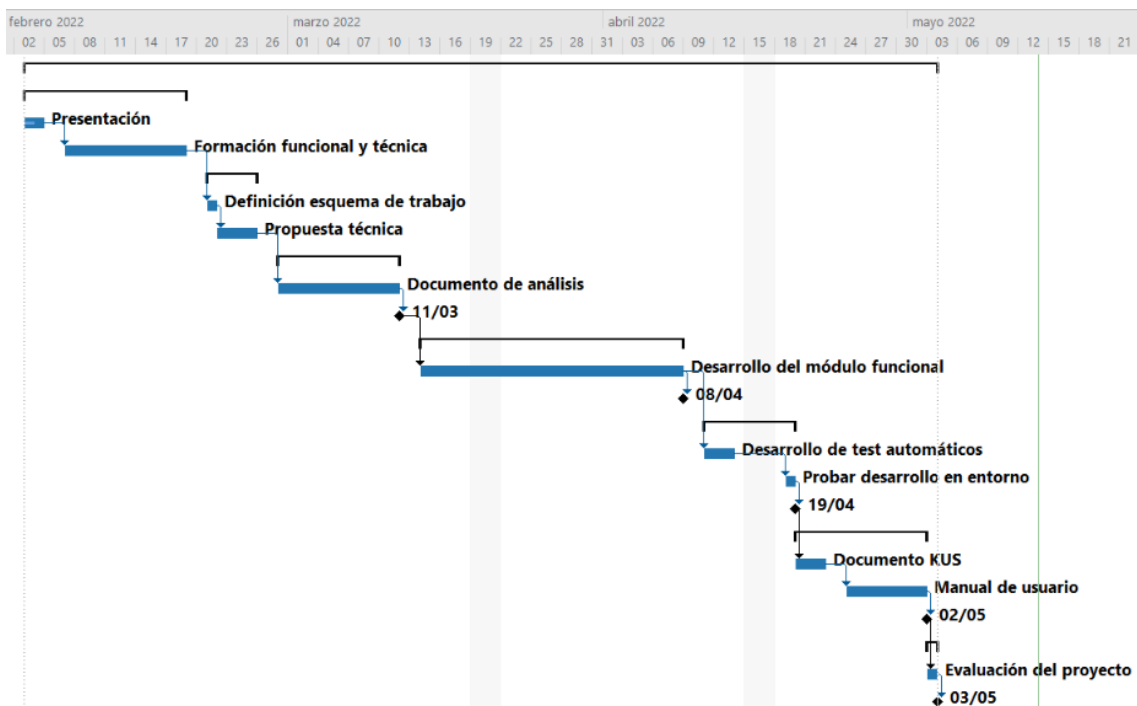 febrero 2022 marzo 2022 abril 2022 mayo 2022
02 05 08 11 14 17 20 23 26 01 04 07 10 13 16 19 22 25 28 31 03 06 09 12 15 18 21 24 27 30 03 06 09 12 15 18 21
Presentación
Formación funcional y técnica
Definición esquema de trabajo
Propuesta técnica
Documento de análisis
11/03
Desarrollo del módulo funcional
08/04
Desarrollo de test automáticos
Probar desarrollo en entorno
19/04
Documento KUS
Manual de usuario
02/05
Evaluación del proyecto
03/05